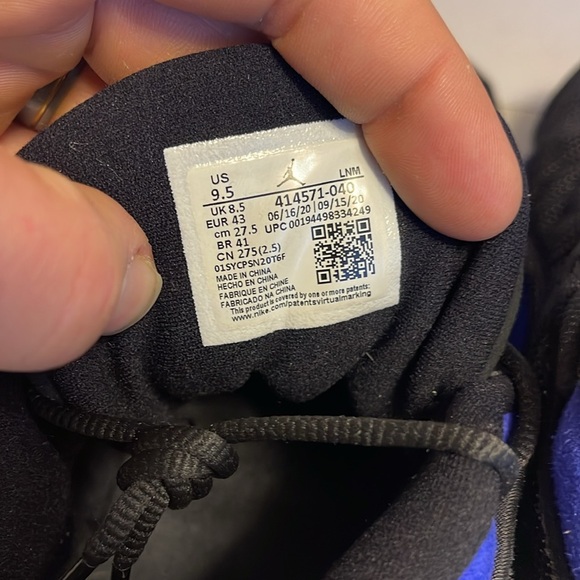 US
9.5
LNM
414571-040
UK 8.5
06/16/20 | 09/15/20
EUR 43
UPC 00194498334249
cm 27.5
BR 41
CN 275(2.5)
01SYCPSN20T6F
MADE IN CHINA
HECHO EN CHINA
FABRIQUE EN CHINE
FABRICADO NA CHINA
This product is covered by one or more patents:
www.nike.com/patentsvirtualmarking